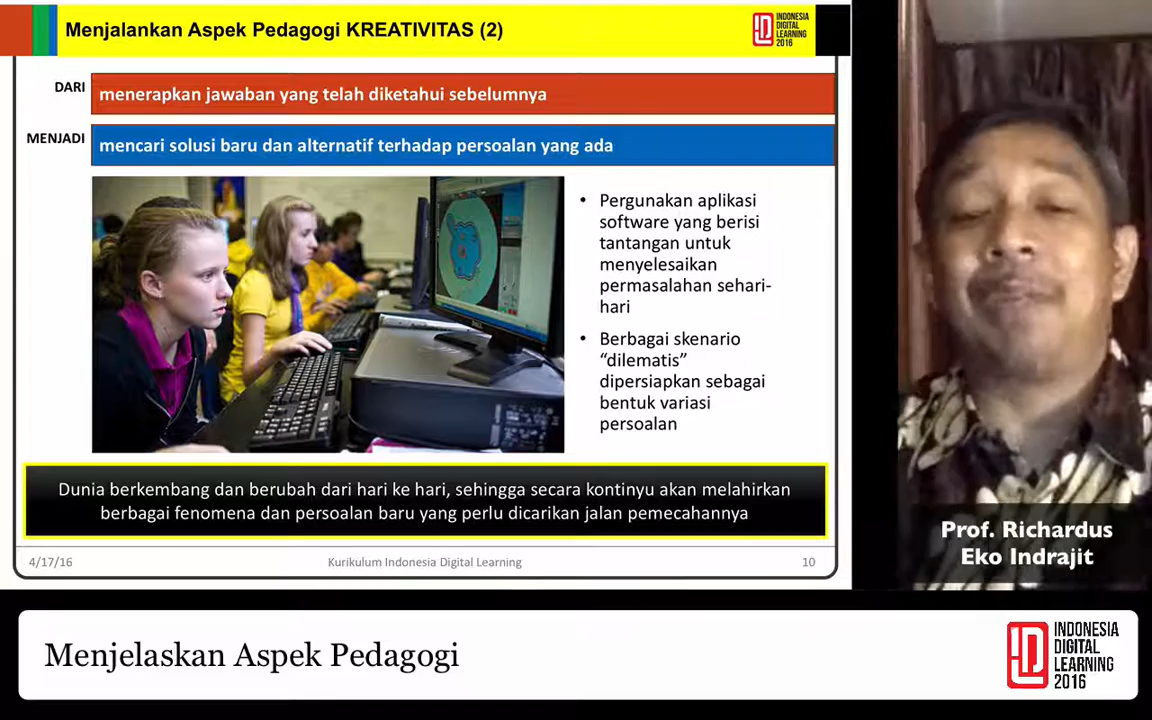 Menjalankan Aspek Pedagogi KREATIVITAS (2)
INDONESIA
DIGITAL
LEARNING
2016
DARI
menerapkan jawaban yang telah diketahui sebelumnya
MENJADI
mencari solusi baru dan alternatif terhadap persoalan yang ada
• Pergunakan aplikasi
software yang berisi
tantangan untuk
menyelesaikan
permasalahan sehari-
hari
• Berbagai skenario
“dilematis”
dipersiapkan sebagai
bentuk variasi
persoalan
Dunia berkembang dan berubah dari hari ke hari, sehingga secara kontinyu akan melahirkan
berbagai fenomena dan persoalan baru yang perlu dicarikan jalan pemecahannya
4/17/16
Kurikulum Indonesia Digital Learning
10
Prof. Richardus
Eko Indrajit
Menjelaskan Aspek Pedagogi
INDONESIA
DIGITAL
LEARNING
2016